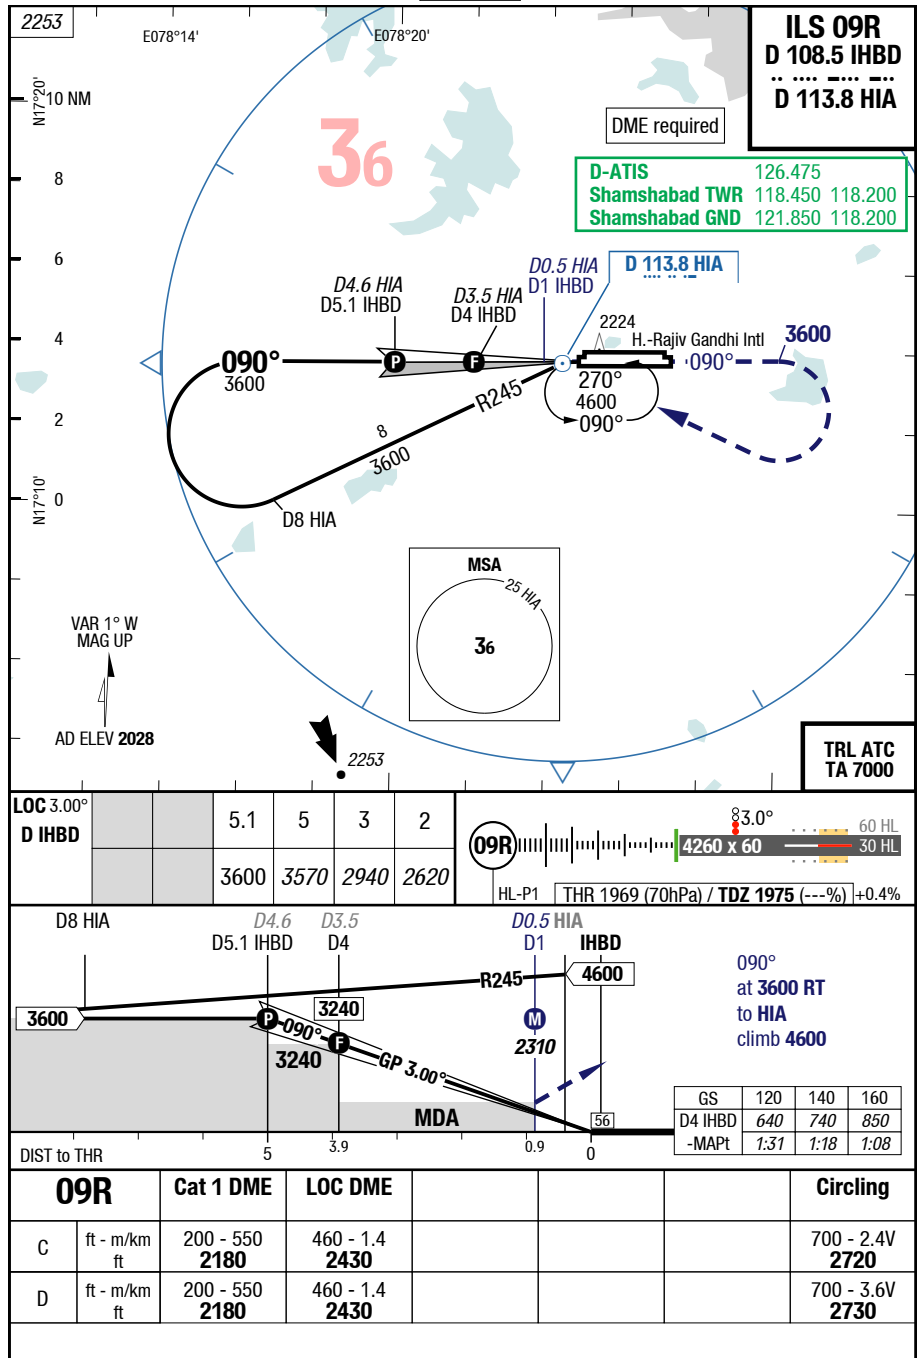 2253
E078°14'
E078°20'
ILS 09R
D 108.5 IHBD
D 113.8 HIA
N17°20'
10 NM
36
DME required
D-ATIS 126.475
Shamshabad TWR 118.450 118.200
Shamshabad GND 121.850 118.200
8
6
D4.6 HIA
D5.1 IHBD
D3.5 HIA
D4 IHBD
D0.5 HIA
D1 IHBD
D 113.8 HIA
2224
H.-Rajiv Gandhi Intl
3600
4
090°
3600
P
F
090°
270°
4600
090°
R245
2
8
3600
N17°10'
0
D8 HIA
MSA
25 HIA
36
VAR 1° W
MAG UP
AD ELEV 2028
2253
TRL ATC
TA 7000
LOC 3.00°
D IHBD
5.1 5 3 2
3600 3570 2940 2620
09R
3.0°
60 HL
4260 x 60
30 HL
HL-P1
THR 1969 (70hPa) / TDZ 1975 (---%) +0.4%
D8 HIA
D4.6 D3.5 D0.5 HIA
D5.1 IHBD D4 D1 IHBD
R245
4600
3600
3240
P
090°
F
3240
GP 3.00°
M
2310
090°
at 3600 RT
to HIA
climb 4600
MDA
56
GS 120 140 160
D4 IHBD 640 740 850
-MAPt 1:31 1:18 1:08
DIST to THR
5 3.9 0.9 0
09R Cat 1 DME LOC DME Circling
C ft - m/km 200 - 550 460 - 1.4 700 - 2.4V
ft 2180 2430 2720
D ft - m/km 200 - 550 460 - 1.4 700 - 3.6V
ft 2180 2430 2730